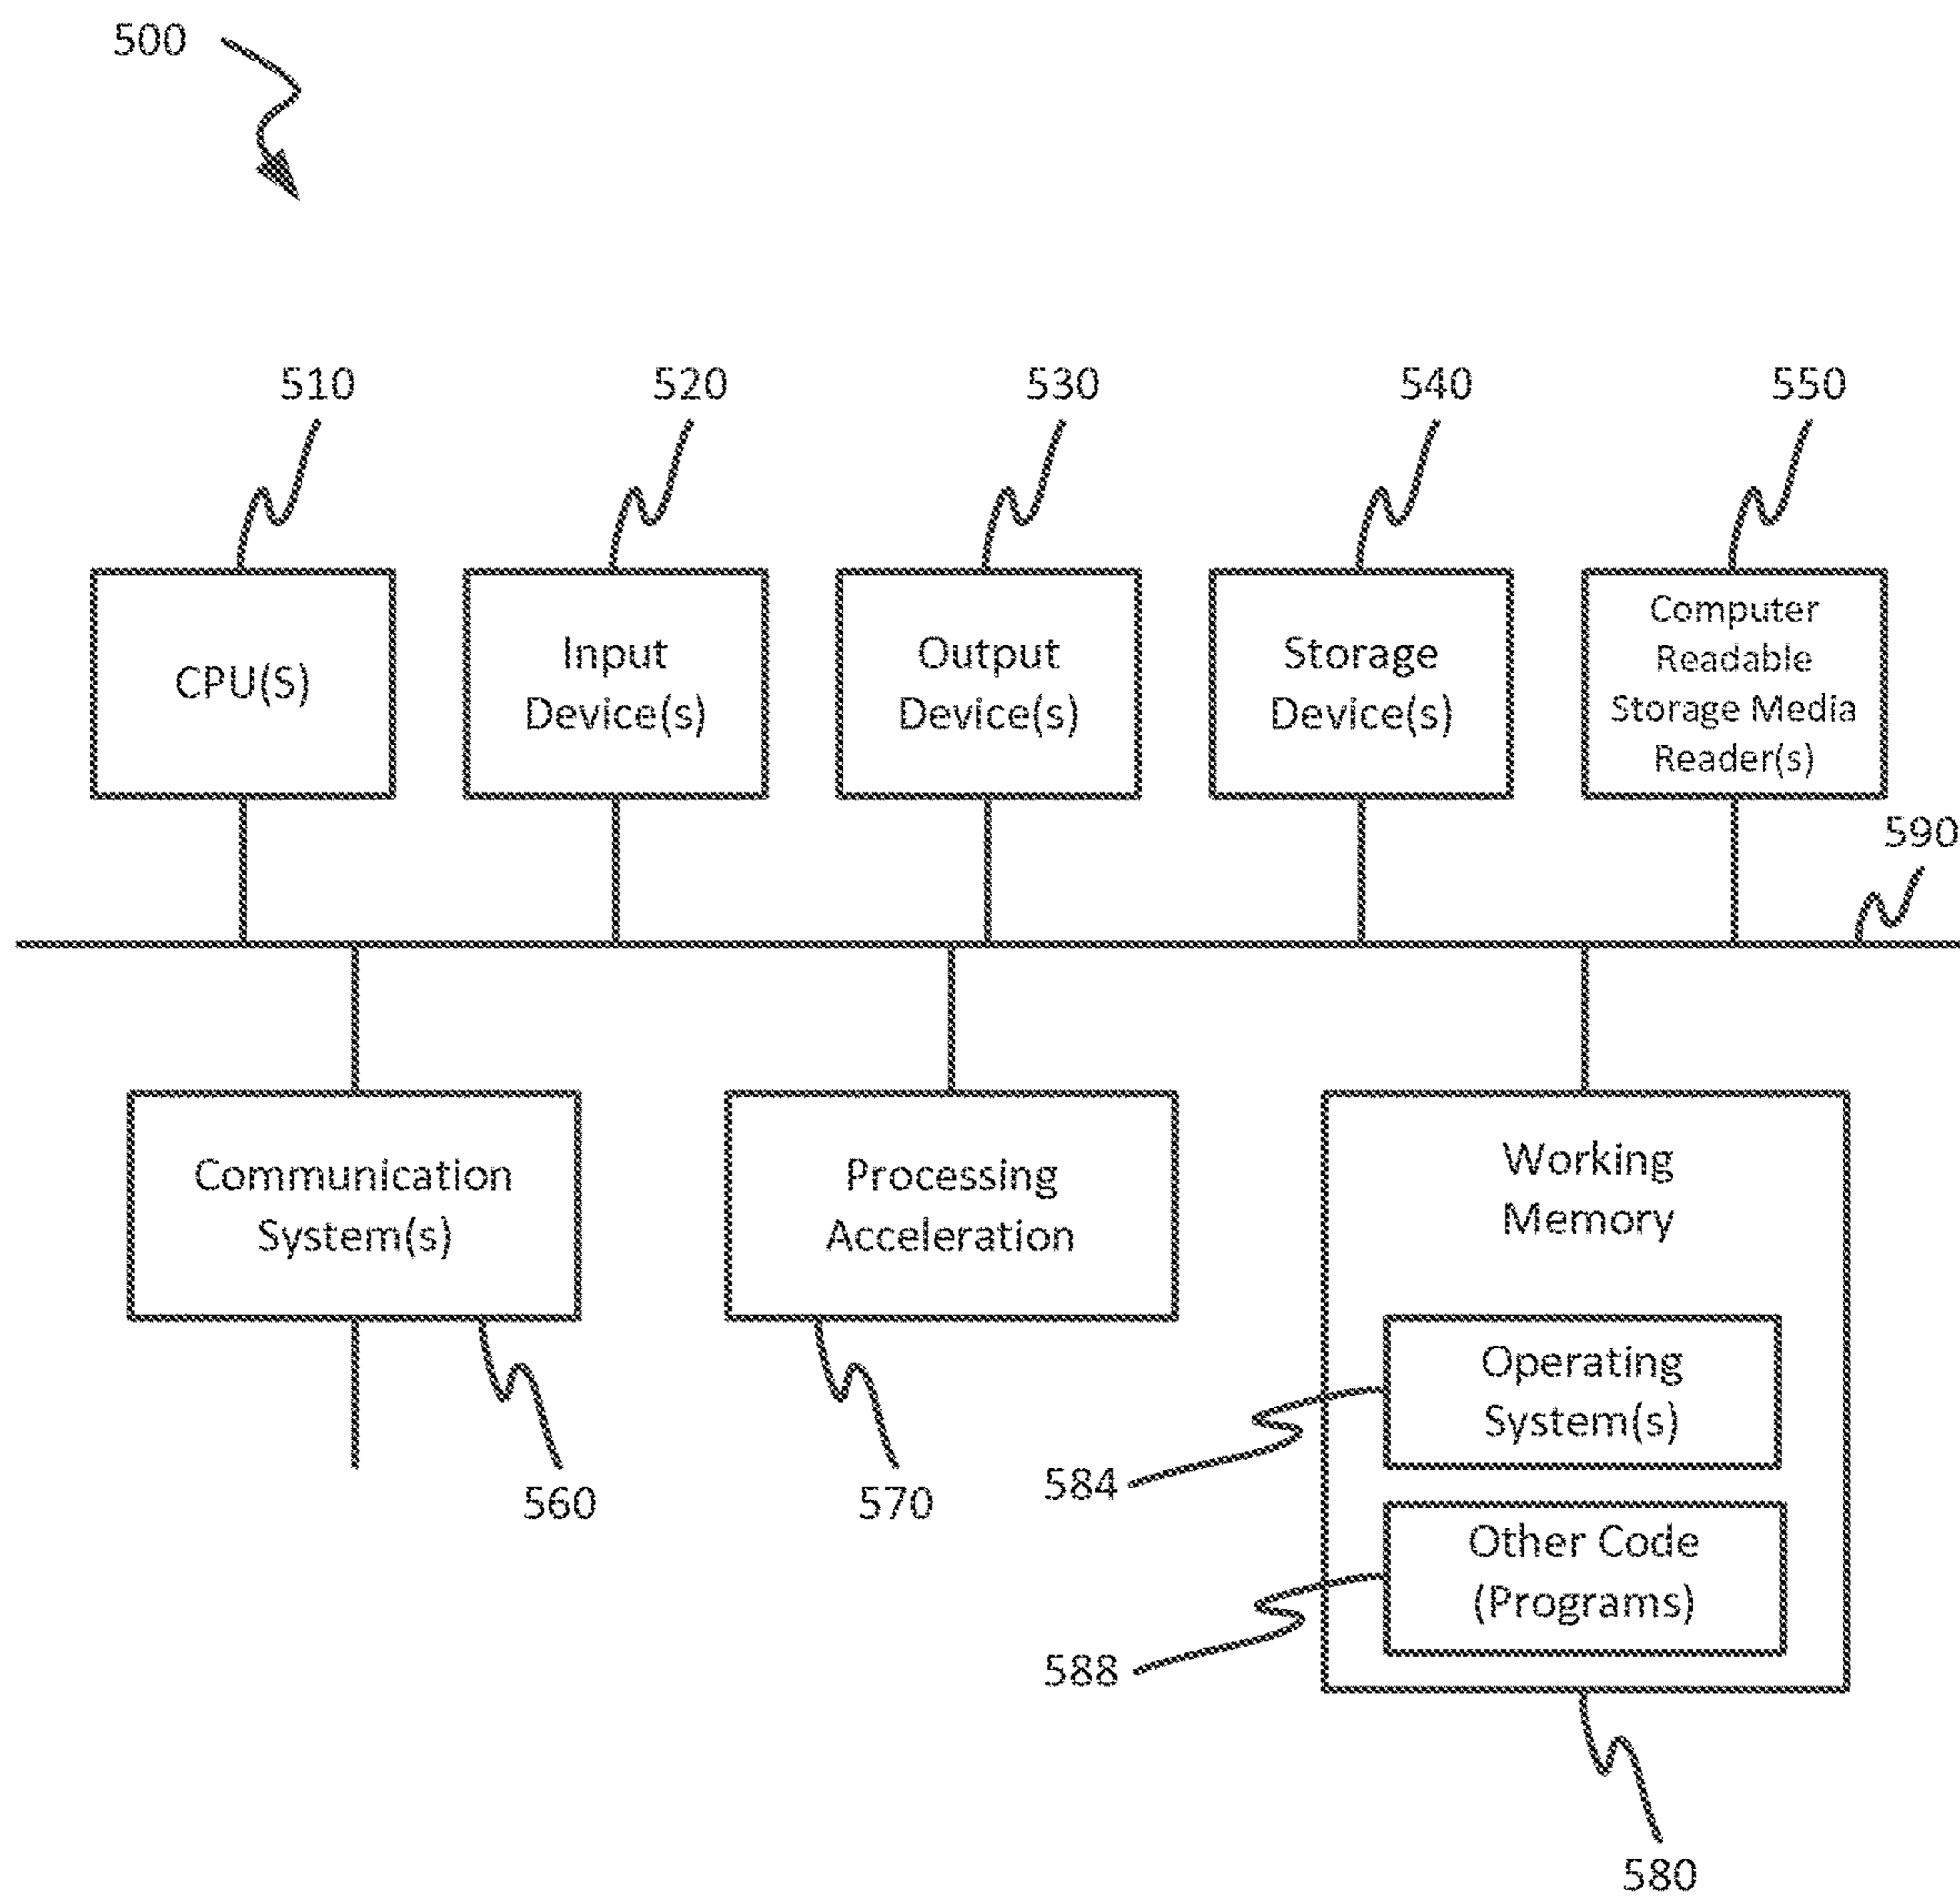 500
510
520
530
540
550
CPU(S)
Input
Device(s)
Output
Device(s)
Storage
Device(s)
Computer
Readable
Storage Media
Reader(s)
590
Communication
System(s)
Processing
Acceleration
Working
Memory
Operating
System(s)
584
560
570
Other Code
(Programs)
588
580